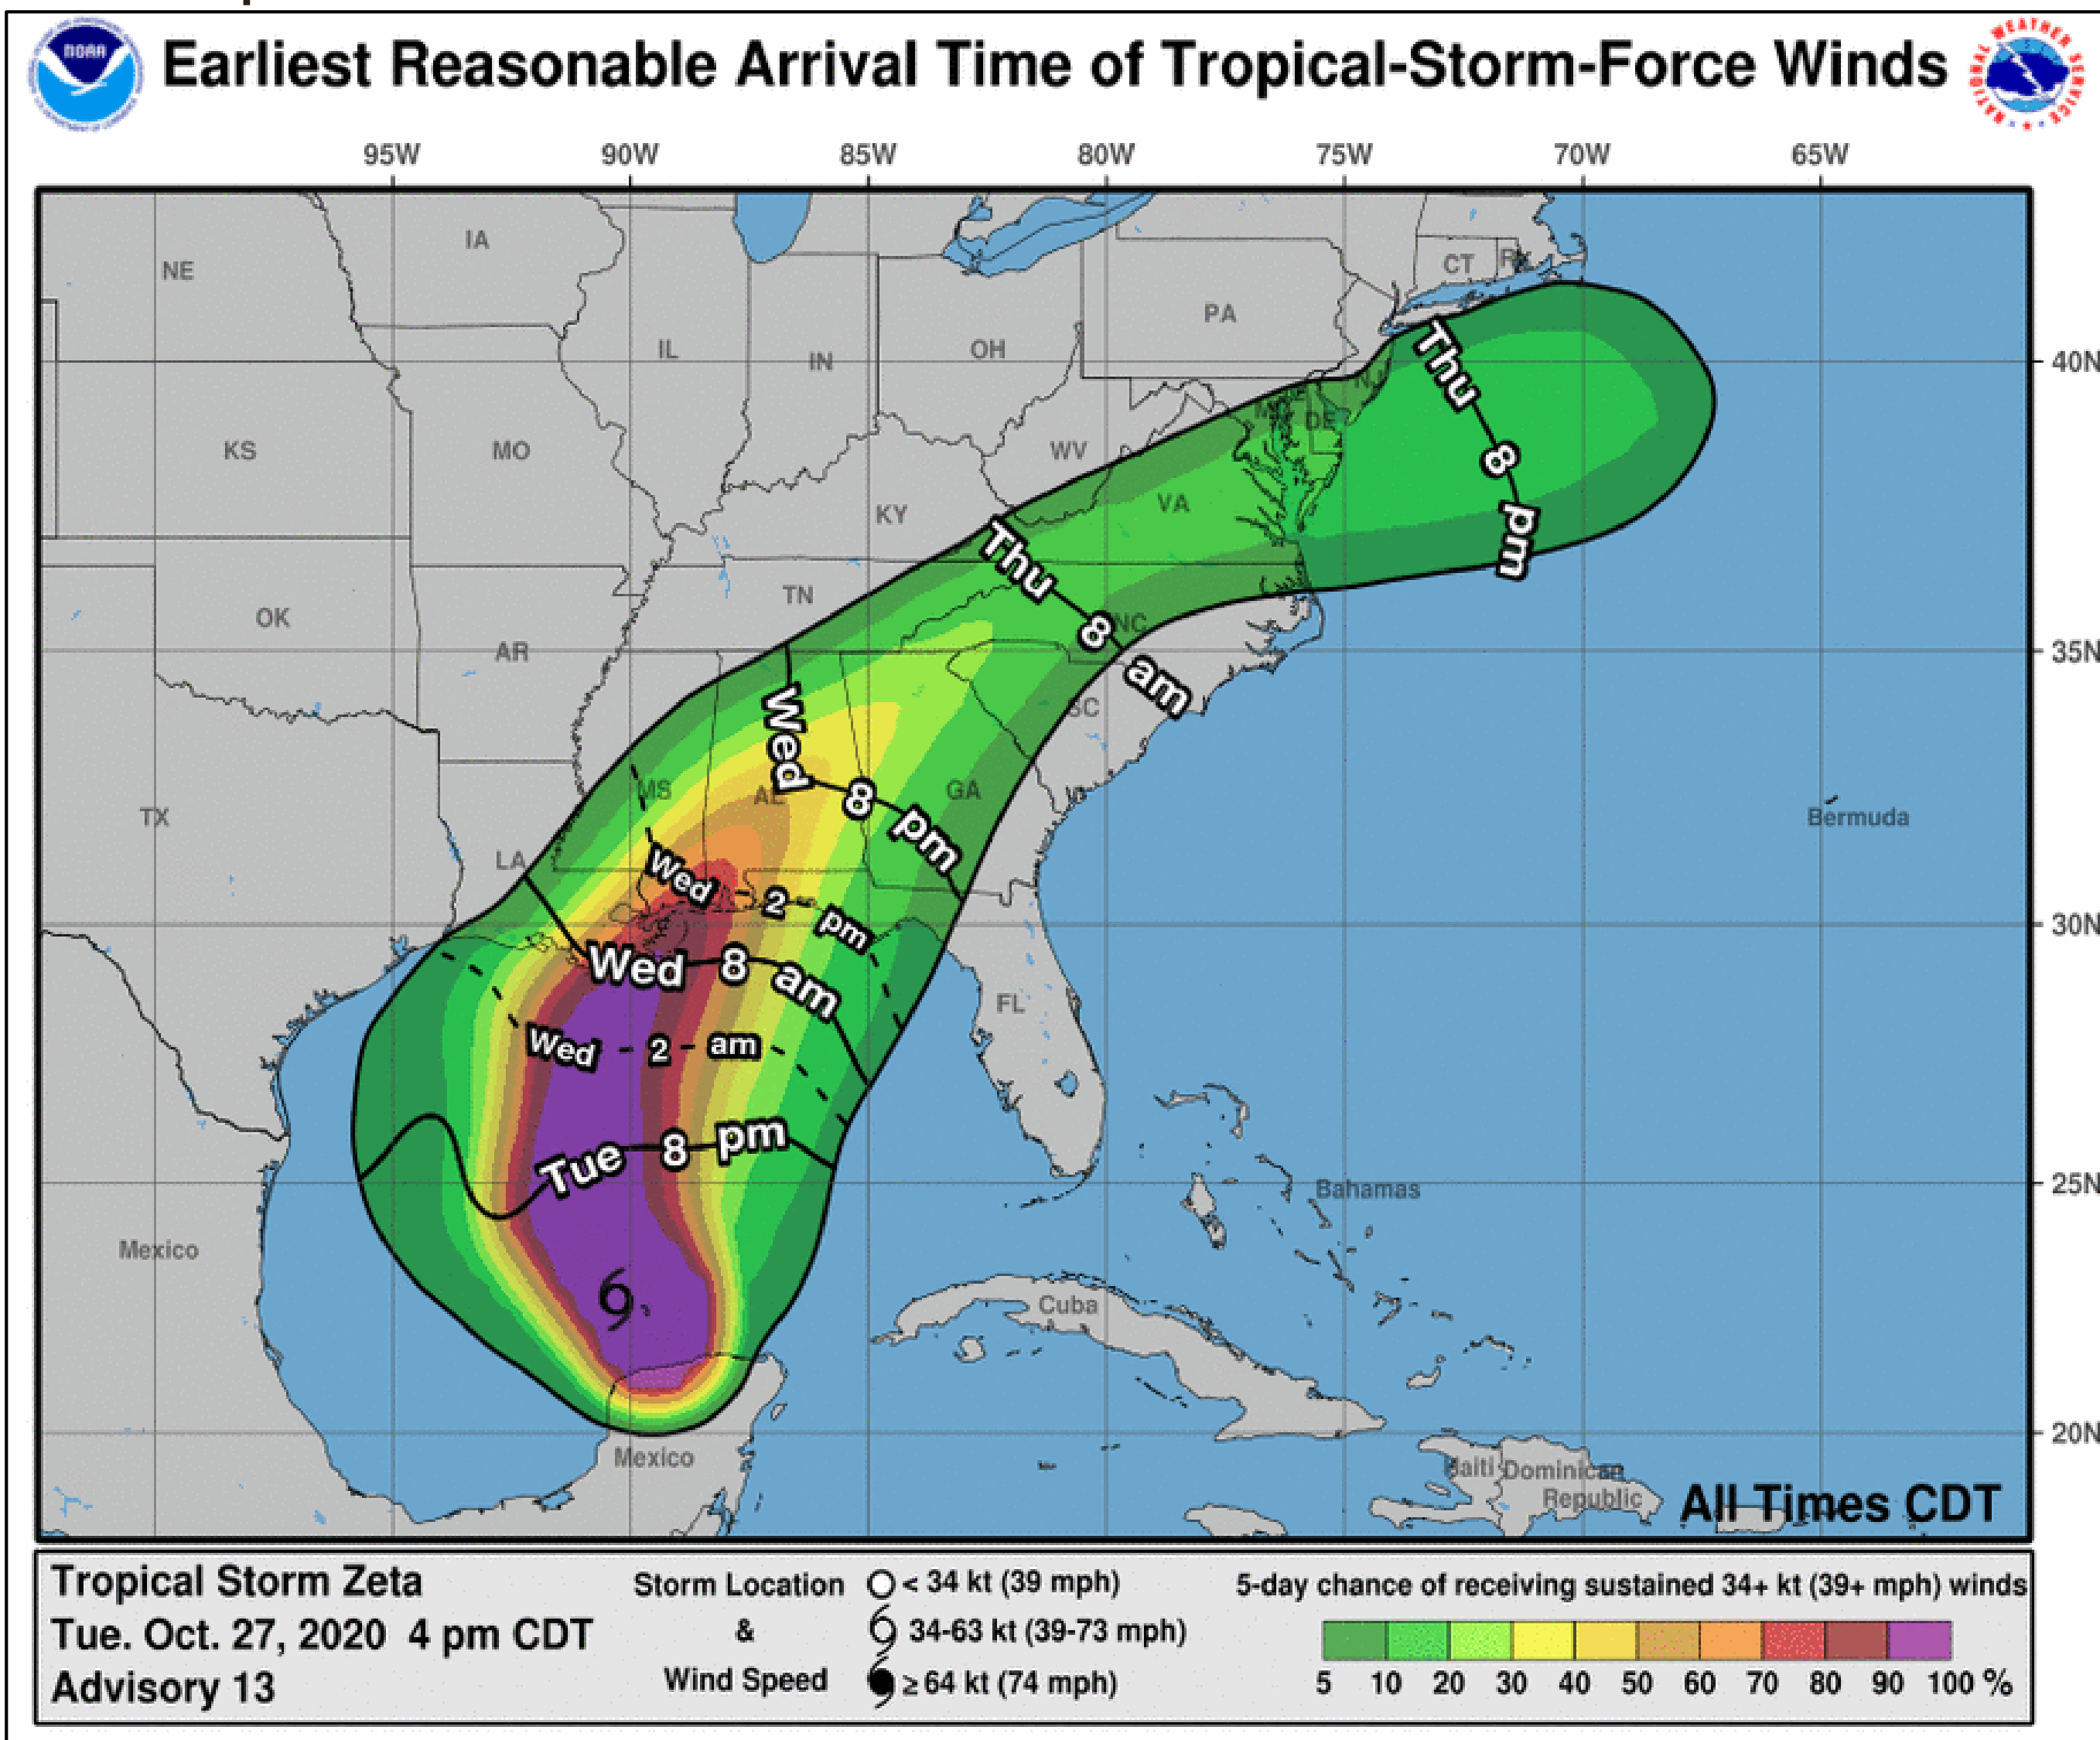 NOAA
Earliest Reasonable Arrival Time of Tropical-Storm-Force Winds
NATIONAL WEATHER SERVICE
95W 90W 85W 80W 75W 70W 65W
NE
IA
IL
IN
OH
PA
CT
40N
KS
MO
WV
DE
NJ
KY
VA
Thu 8 pm
OK
AR
TN
NC
Thu 8 am
35N
TX
LA
MS
AL
GA
SC
Wed 8 pm
Bermuda
Wed 2 pm
30N
Wed 8 am
FL
Wed 2 am
Tue 8 pm
25N
Bahamas
Mexico
Cuba
20N
Mexico
Haiti Dominican
Republic
All Times CDT
Tropical Storm Zeta
Tue. Oct. 27, 2020 4 pm CDT
Advisory 13
Storm Location
&
Wind Speed
< 34 kt (39 mph)
34-63 kt (39-73 mph)
≥ 64 kt (74 mph)
5-day chance of receiving sustained 34+ kt (39+ mph) winds
5 10 20 30 40 50 60 70 80 90 100 %